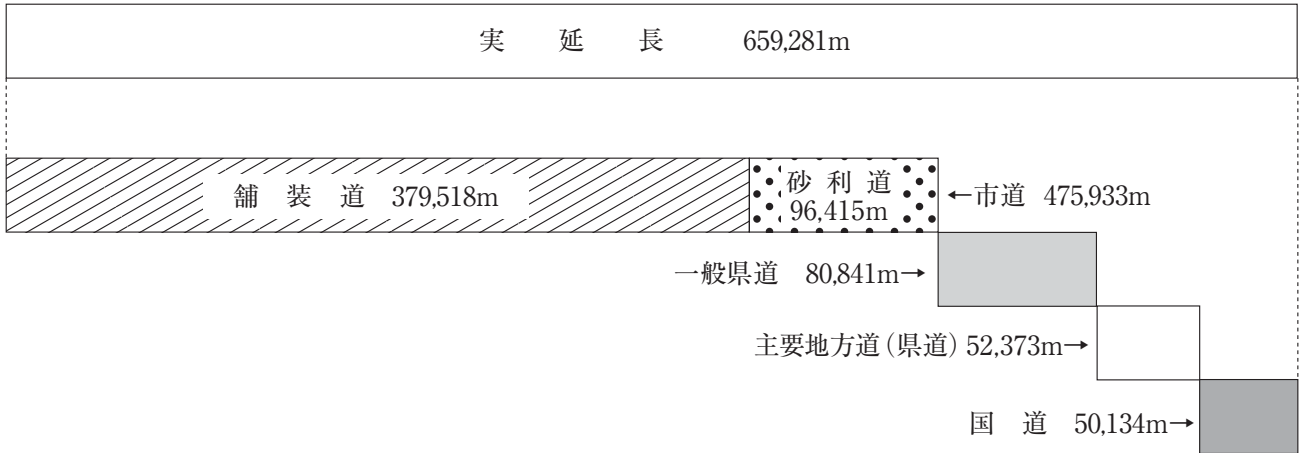 実 延 長 659,281m
舗 装 道 379,518m
砂 利 道
96,415m
←市道 475,933m
一般県道 80,841m→
主要地方道(県道) 52,373m→
国 道 50,134m→